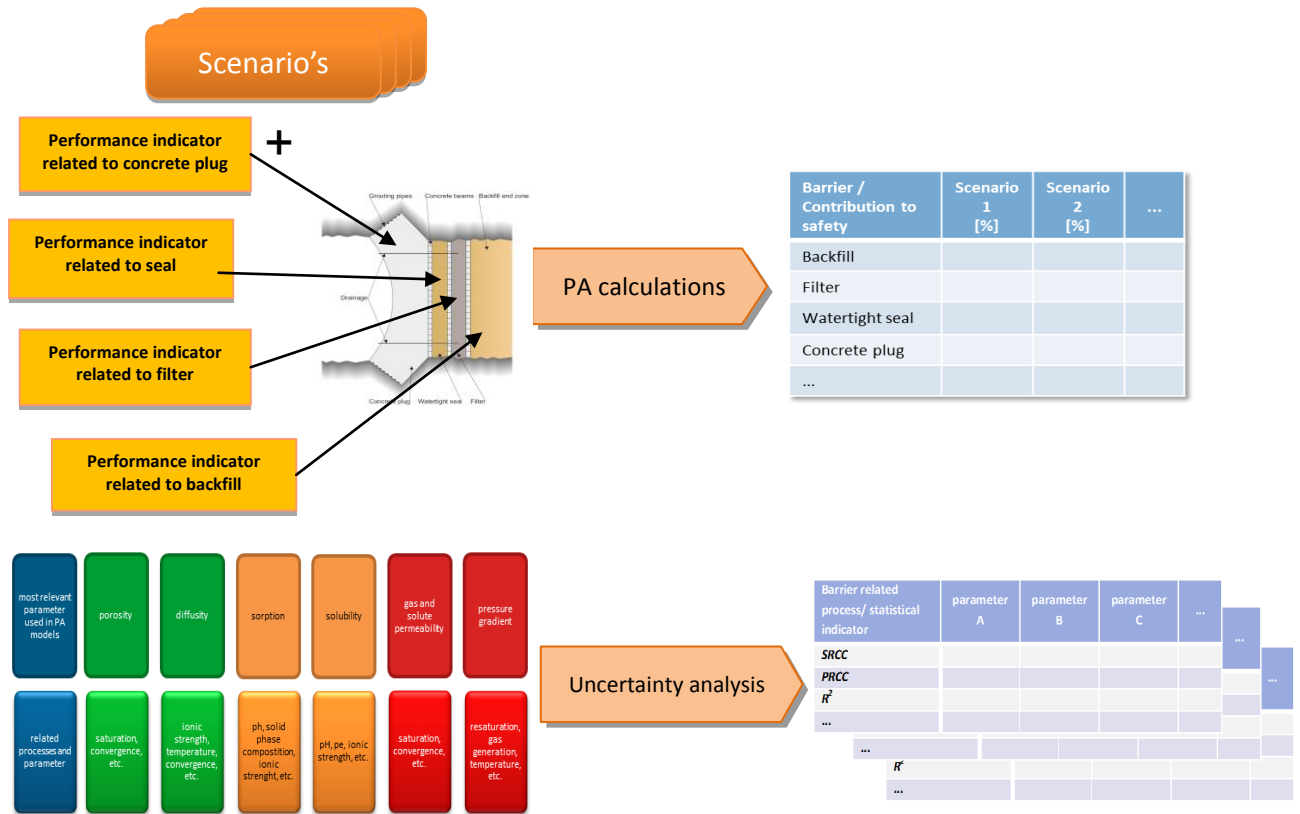 Scenario's
Performance indicator
related to concrete plug
+
Performance indicator
related to seal
Performance indicator
related to filter
Performance indicator
related to backfill
Grouting pipes
Concrete beams
Backfill end zone
Drainage
Concrete plug
Watertight seal
Filter
PA calculations
Barrier /
Contribution to
safety
Scenario
1
[%]
Scenario
2
[%]
...
Backfill
Filter
Watertight seal
Concrete plug
...
most relevant
parameter
used in PA
models
porosity
diffusity
sorption
solubility
gas and
solute
permeability
pressure
gradient
related
processes and
parameter
saturation,
convergence,
etc.
ionic
strength,
temperature,
convergence,
etc.
ph, solid
phase
compostition,
ionic
strenght, etc.
pH, pe, ionic
strength, etc.
saturation,
convergence,
etc.
resaturation,
gas
generation,
temperature,
etc.
Uncertainty analysis
Barrier related
process/ statistical
indicator
parameter
A
parameter
B
parameter
C
...
SRCC
PRCC
R²
...
...
...
...
R²
...